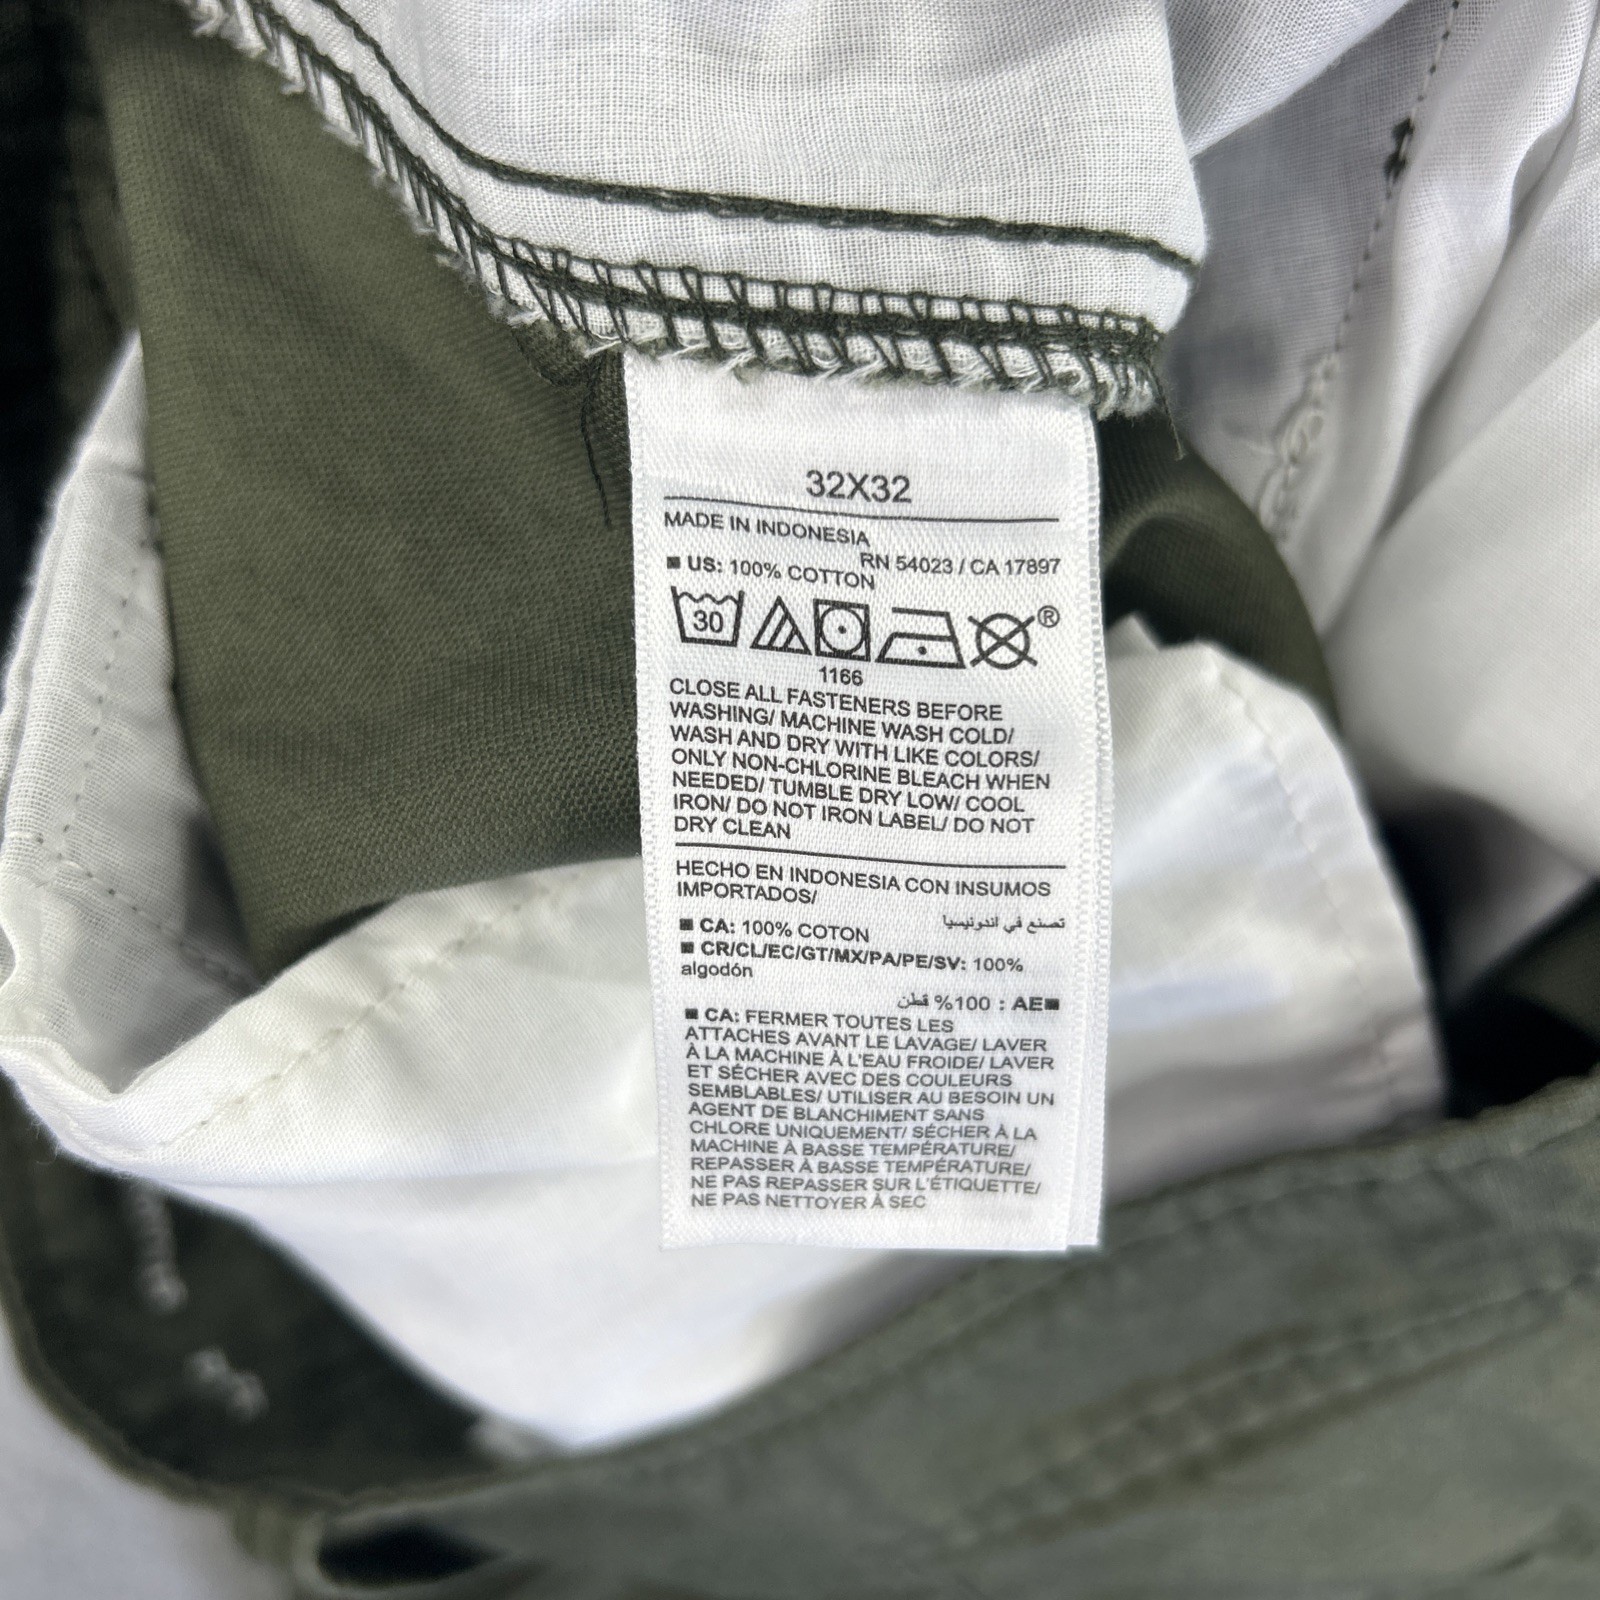 32X32
MADE IN INDONESIA
RN 54023 / CA 17897
US: 100% COTTON
30
®
1166
CLOSE ALL FASTENERS BEFORE
WASHING/ MACHINE WASH COLD/
WASH AND DRY WITH LIKE COLORS/
ONLY NON-CHLORINE BLEACH WHEN
NEEDED/ TUMBLE DRY LOW/ COOL
IRON/ DO NOT IRON LABEL/ DO NOT
DRY CLEAN
HECHO EN INDONESIA CON INSUMOS
IMPORTADOS/
تصنع في اندونيسيا
CA: 100% COTON
CR/CL/EC/GT/MX/PA/PE/SV: 100%
algodón
AE : 100% قطن
CA: FERMER TOUTES LES
ATTACHES AVANT LE LAVAGE/ LAVER
À LA MACHINE À L'EAU FROIDE/ LAVER
ET SÉCHER AVEC DES COULEURS
SEMBLABLES/ UTILISER AU BESOIN UN
AGENT DE BLANCHIMENT SANS
CHLORE UNIQUEMENT/ SÉCHER À LA
MACHINE À BASSE TEMPÉRATURE/
REPASSER À BASSE TEMPÉRATURE/
NE PAS REPASSER SUR L'ÉTIQUETTE/
NE PAS NETTOYER À SEC